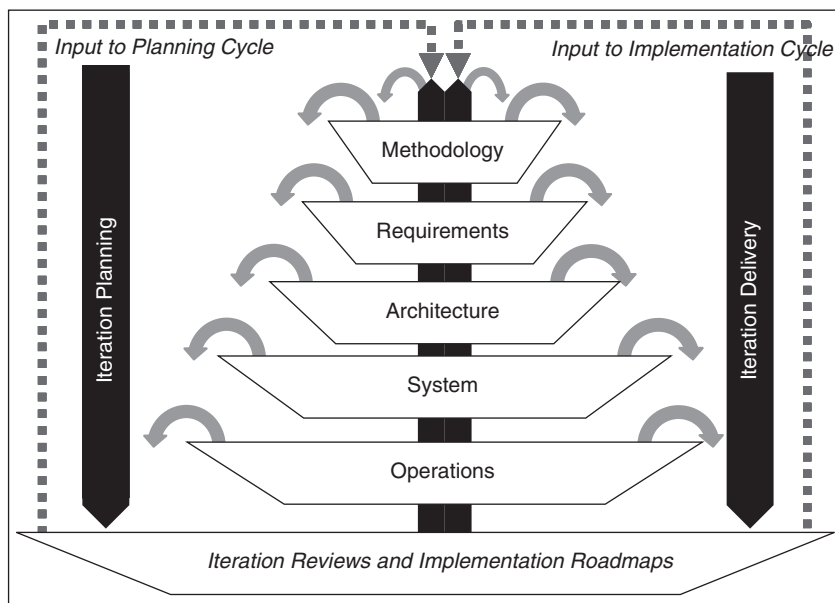 Input to Planning Cycle
Input to Implementation Cycle
Methodology
Requirements
Architecture
System
Operations
Iteration Planning
Iteration Delivery
Iteration Reviews and Implementation Roadmaps